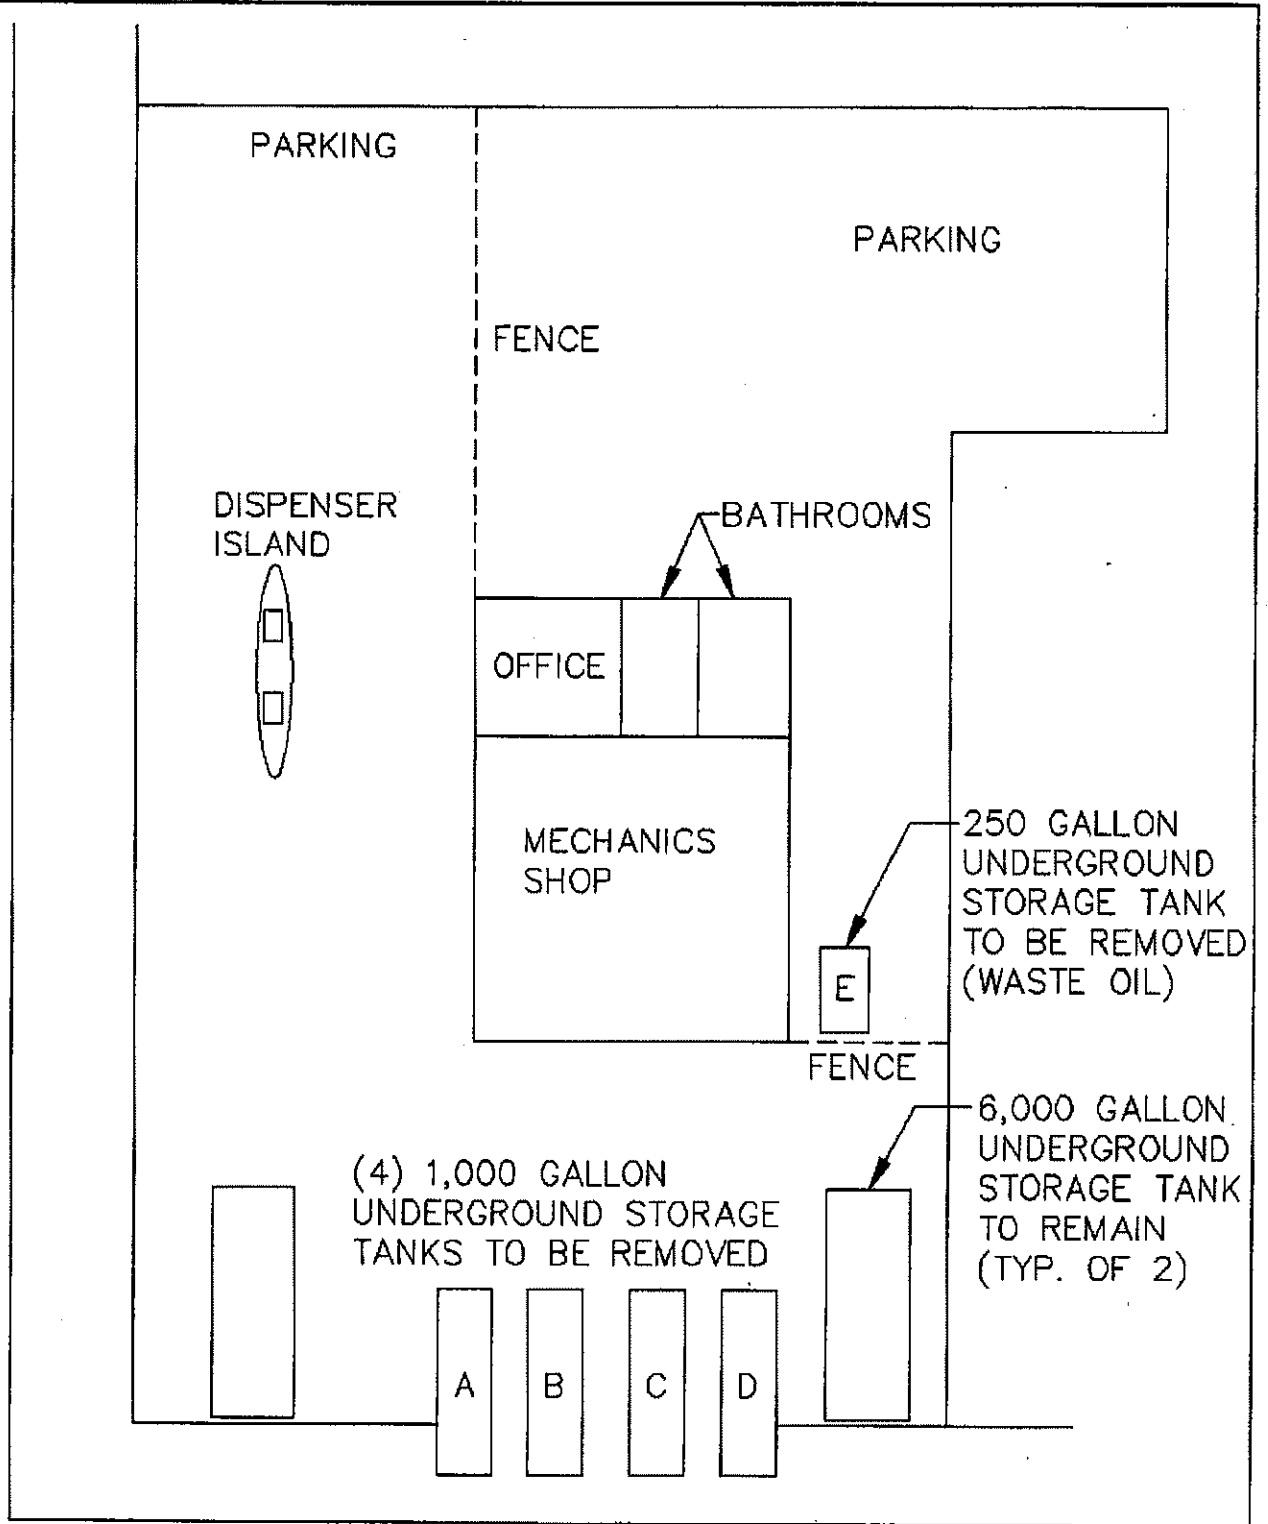 PARKING
PARKING
FENCE
DISPENSER
ISLAND
BATHROOMS
OFFICE
MECHANICS
SHOP
250 GALLON
UNDERGROUND
STORAGE TANK
TO BE REMOVED
(WASTE OIL)
E
FENCE
6,000 GALLON
UNDERGROUND
STORAGE TANK
TO REMAIN
(TYP. OF 2)
(4) 1,000 GALLON
UNDERGROUND STORAGE
TANKS TO BE REMOVED
A
B
C
D